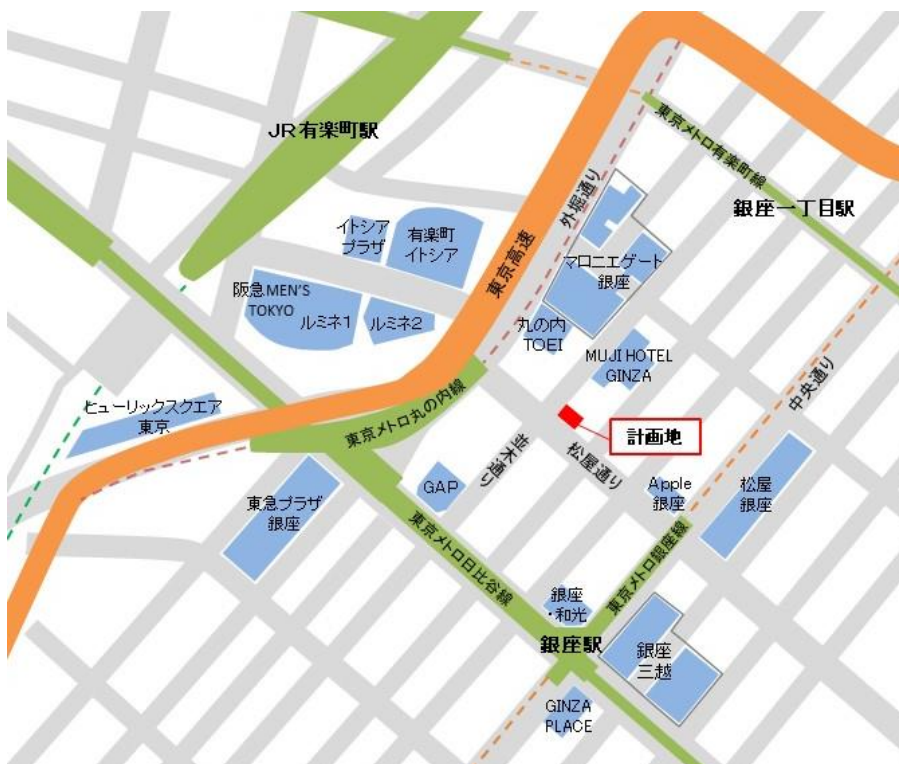 JR有楽町駅
東京メトロ有楽町線
外堀通り
銀座一丁目駅
イトシア
プラザ
有楽町
イトシア
東京高速
マロニエゲート
銀座
阪急MEN'S
TOKYO
ルミネ1
ルミネ2
丸の内
TOEI
MUJI HOTEL
GINZA
中央通り
ヒューリックスクエア
東京
東京メトロ丸の内線
計画地
並木通り
松屋通り
GAP
Apple
銀座
松屋
銀座
東急プラザ
銀座
東京メトロ日比谷線
東京メトロ銀座線
銀座
・和光
銀座駅
銀座
三越
GINZA
PLACE